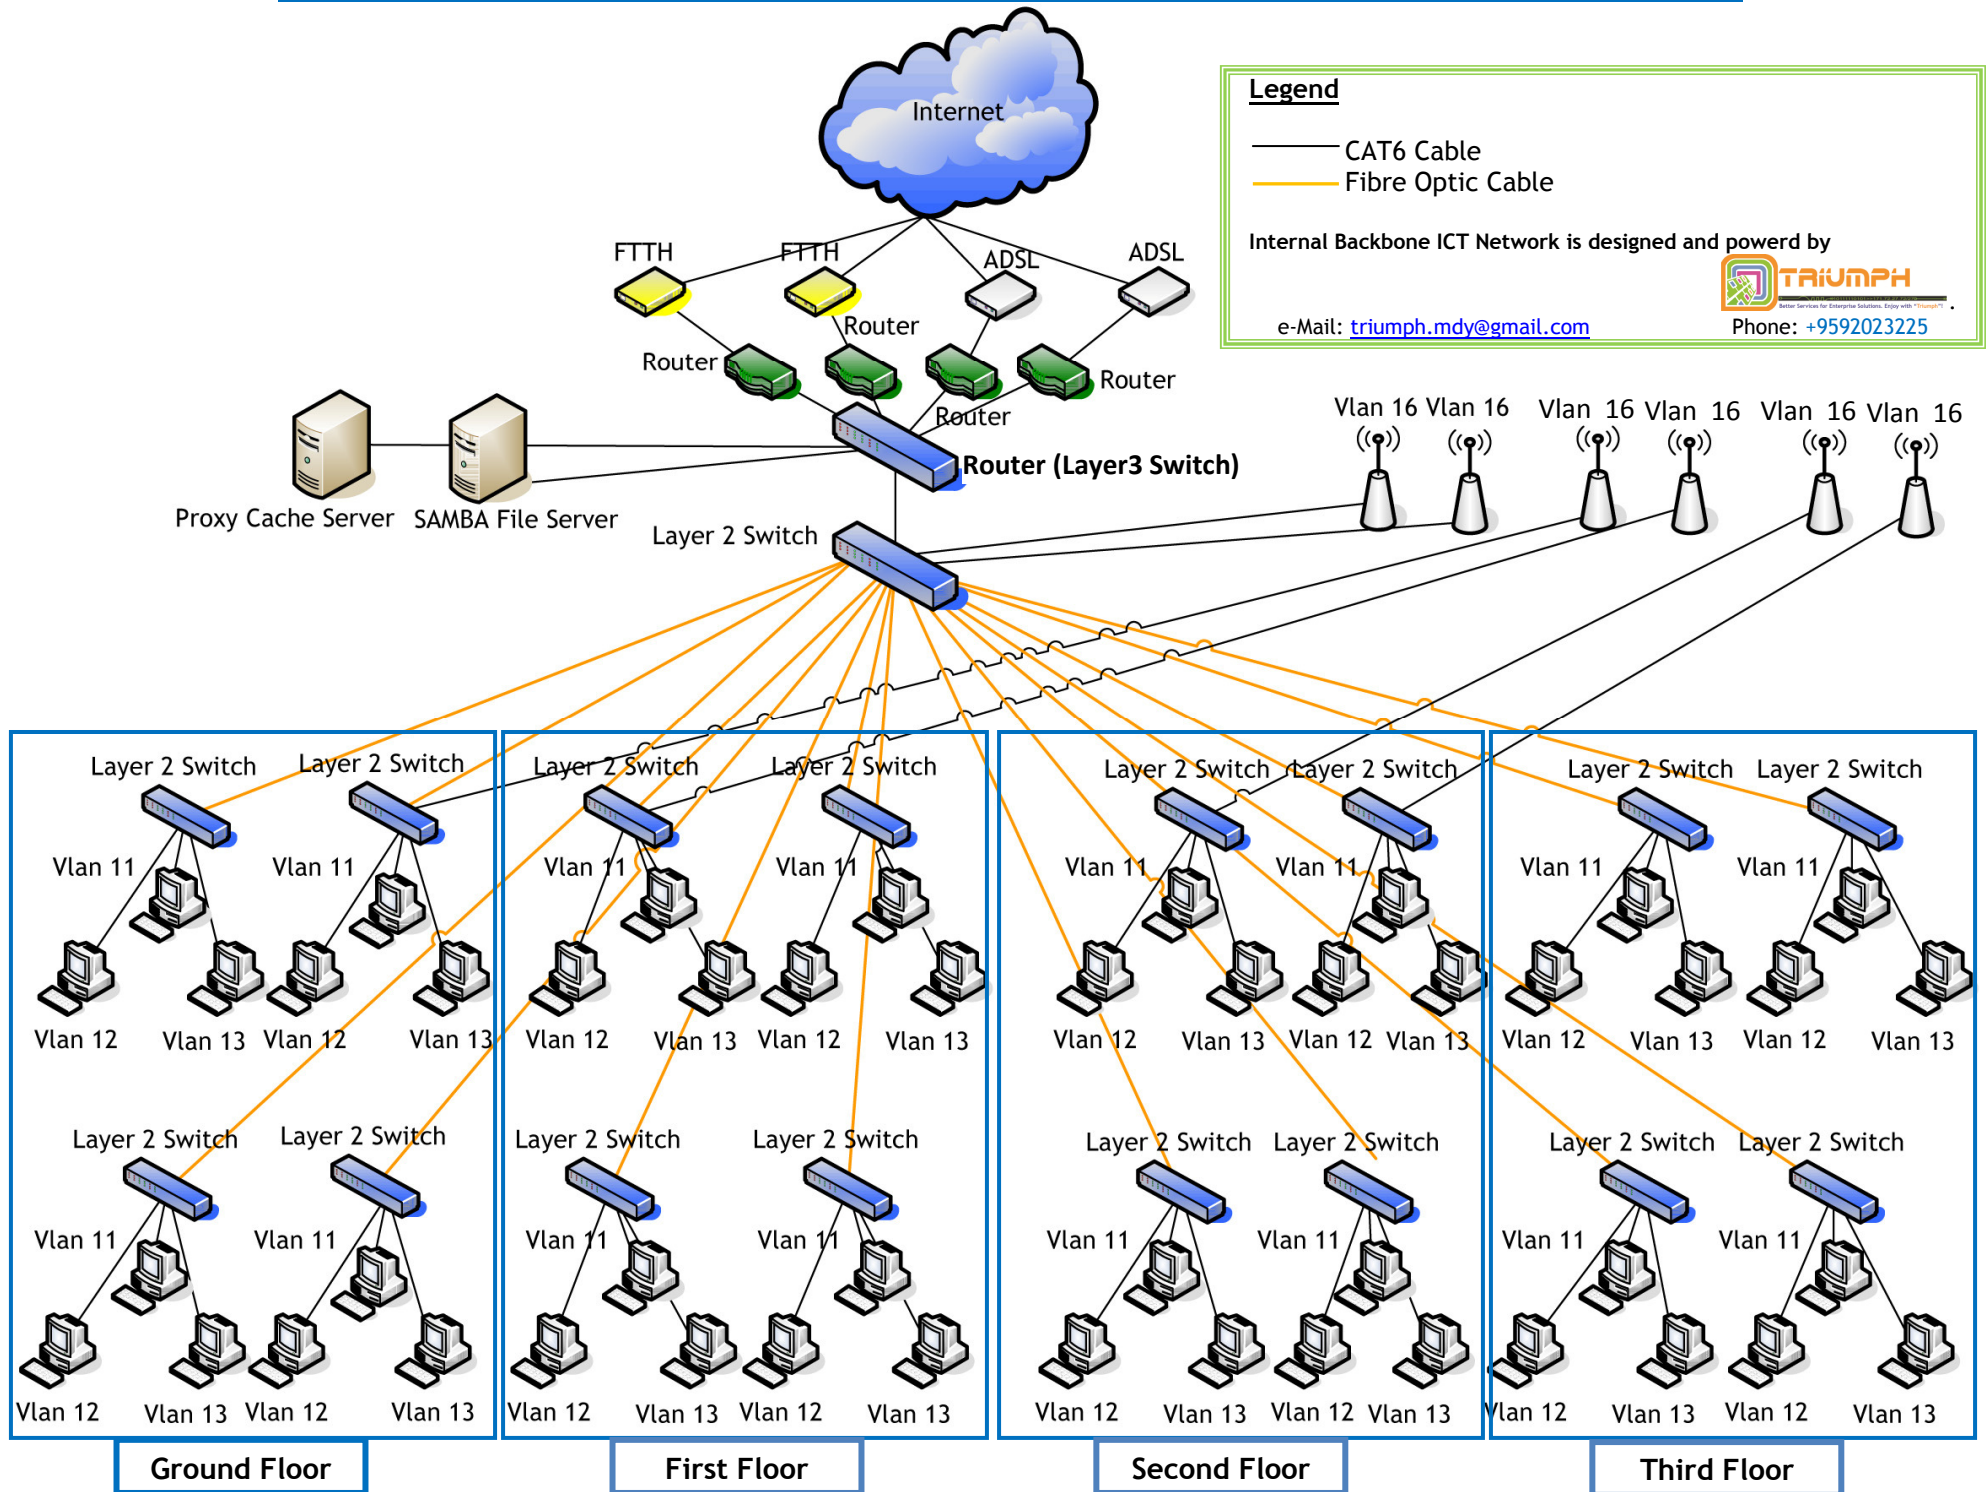 Internet
Legend
CAT6 Cable
Fibre Optic Cable
Internal Backbone ICT Network is designed and powerd by
TRiUMPH
Better Services for Enterprise Solutions. Enjoy with "Triumph"!
.
e-Mail: triumph.mdy@gmail.com
Phone: +9592023225
FTTH
FTTH
ADSL
ADSL
Router
Router
Router
Router
Router (Layer3 Switch)
Proxy Cache Server
SAMBA File Server
Layer 2 Switch
Vlan 16
Vlan 16
Vlan 16
Vlan 16
Vlan 16
Vlan 16
Layer 2 Switch
Layer 2 Switch
Vlan 11
Vlan 11
Vlan 12
Vlan 13
Vlan 12
Vlan 13
Layer 2 Switch
Layer 2 Switch
Vlan 11
Vlan 11
Vlan 12
Vlan 13
Vlan 12
Vlan 13
Ground Floor
Layer 2 Switch
Layer 2 Switch
Vlan 11
Vlan 11
Vlan 12
Vlan 13
Vlan 12
Vlan 13
Layer 2 Switch
Layer 2 Switch
Vlan 11
Vlan 11
Vlan 12
Vlan 13
Vlan 12
Vlan 13
First Floor
Layer 2 Switch
Layer 2 Switch
Vlan 11
Vlan 11
Vlan 12
Vlan 13
Vlan 12
Vlan 13
Layer 2 Switch
Layer 2 Switch
Vlan 11
Vlan 11
Vlan 12
Vlan 13
Vlan 12
Vlan 13
Second Floor
Layer 2 Switch
Layer 2 Switch
Vlan 11
Vlan 11
Vlan 12
Vlan 13
Vlan 12
Vlan 13
Layer 2 Switch
Layer 2 Switch
Vlan 11
Vlan 11
Vlan 12
Vlan 13
Vlan 12
Vlan 13
Third Floor